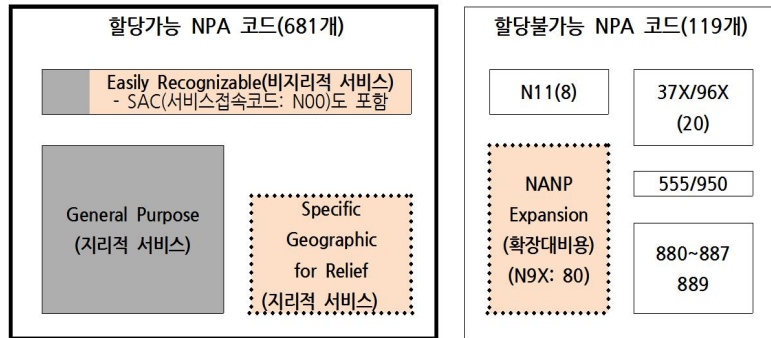 할당가능 NPA 코드(681개)
Easily Recognizable(비지리적 서비스)
- SAC(서비스접속코드: N00)도 포함
General Purpose
(지리적 서비스)
Specific
Geographic
for Relief
(지리적 서비스)
할당불가능 NPA 코드(119개)
N11(8)
37X/96X
(20)
NANP
Expansion
(확장대비용)
(N9X: 80)
555/950
880~887
889